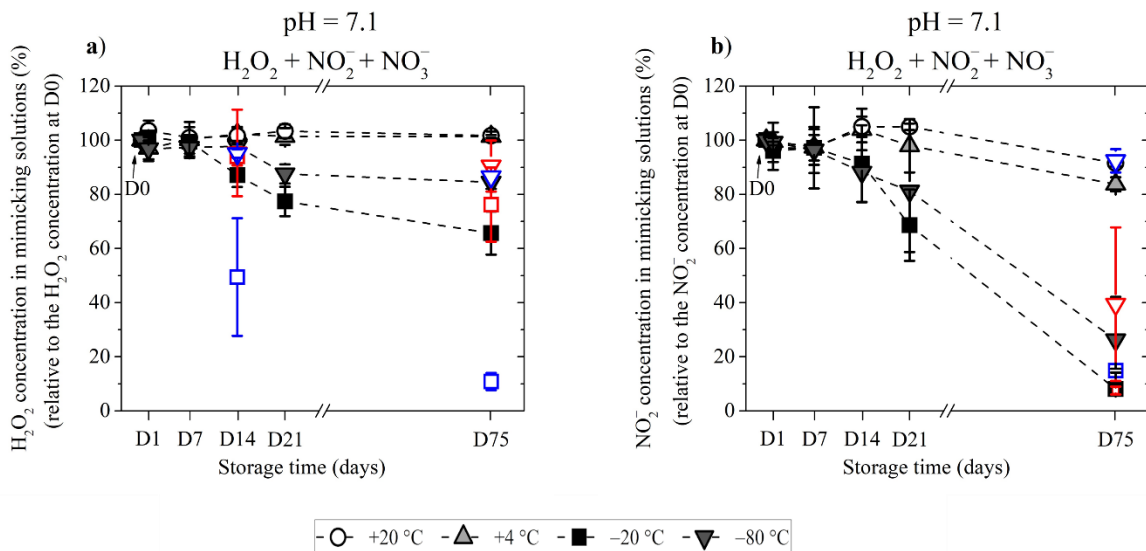 pH = 7.1
a)
H₂O₂ + NO₂⁻ + NO₃⁻
H₂O₂ concentration in mimicking solutions (%)
(relative to the H₂O₂ concentration at D0)
120
100
80
60
40
20
0
D0
D1 D7 D14 D21 D75
Storage time (days)
pH = 7.1
b)
H₂O₂ + NO₂⁻ + NO₃⁻
NO₂⁻ concentration in mimicking solutions (%)
(relative to the NO₂⁻ concentration at D0)
120
100
80
60
40
20
0
D0
D1 D7 D14 D21 D75
Storage time (days)
+20 °C +4 °C −20 °C −80 °C